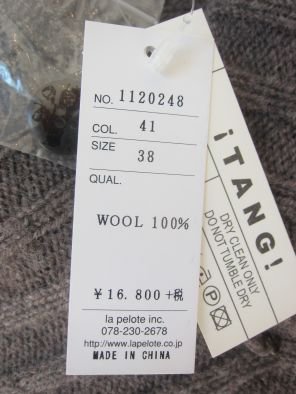 NO. 1120248
COL. 41
SIZE 38
QUAL.
WOOL 100%
¥16.800+税
la pelote inc.
078-230-2678
http://www.lapelote.co.jp
MADE IN CHINA
¡TANG!
DRY CLEAN ONLY
DO NOT TUMBLE DRY
P